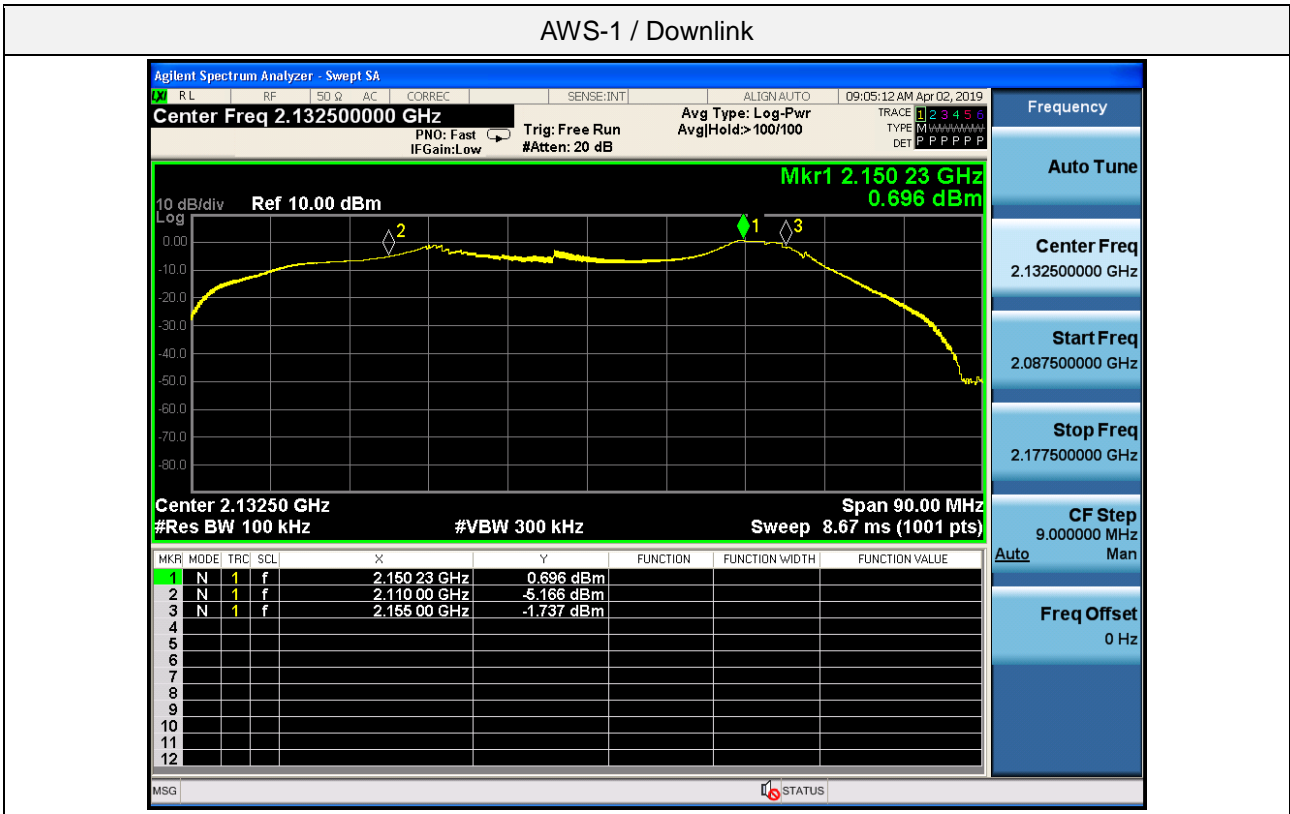 AWS-1 / Downlink
Agilent Spectrum Analyzer - Swept SA
LXI RL RF 50 Ω AC CORREC SENSE:INT ALIGN AUTO 09:05:12 AM Apr 02, 2019
Center Freq 2.132500000 GHz
PNO: Fast
IFGain:Low
Trig: Free Run
#Atten: 20 dB
Avg Type: Log-Pwr
Avg|Hold:>100/100
TRACE 1 2 3 4 5 6
TYPE M
DET P P P P P P
Mkr1 2.150 23 GHz
0.696 dBm
10 dB/div Ref 10.00 dBm
Log
0.00
-10.0
-20.0
-30.0
-40.0
-50.0
-60.0
-70.0
-80.0
2
1
3
Center 2.13250 GHz Span 90.00 MHz
#Res BW 100 kHz #VBW 300 kHz Sweep 8.67 ms (1001 pts)
MKR MODE TRC SCL X Y FUNCTION FUNCTION WIDTH FUNCTION VALUE
1 N 1 f 2.150 23 GHz 0.696 dBm
2 N 1 f 2.110 00 GHz -5.166 dBm
3 N 1 f 2.155 00 GHz -1.737 dBm
4
5
6
7
8
9
10
11
12
MSG STATUS
Frequency
Auto Tune
Center Freq
2.132500000 GHz
Start Freq
2.087500000 GHz
Stop Freq
2.177500000 GHz
CF Step
9.000000 MHz
Auto Man
Freq Offset
0 Hz